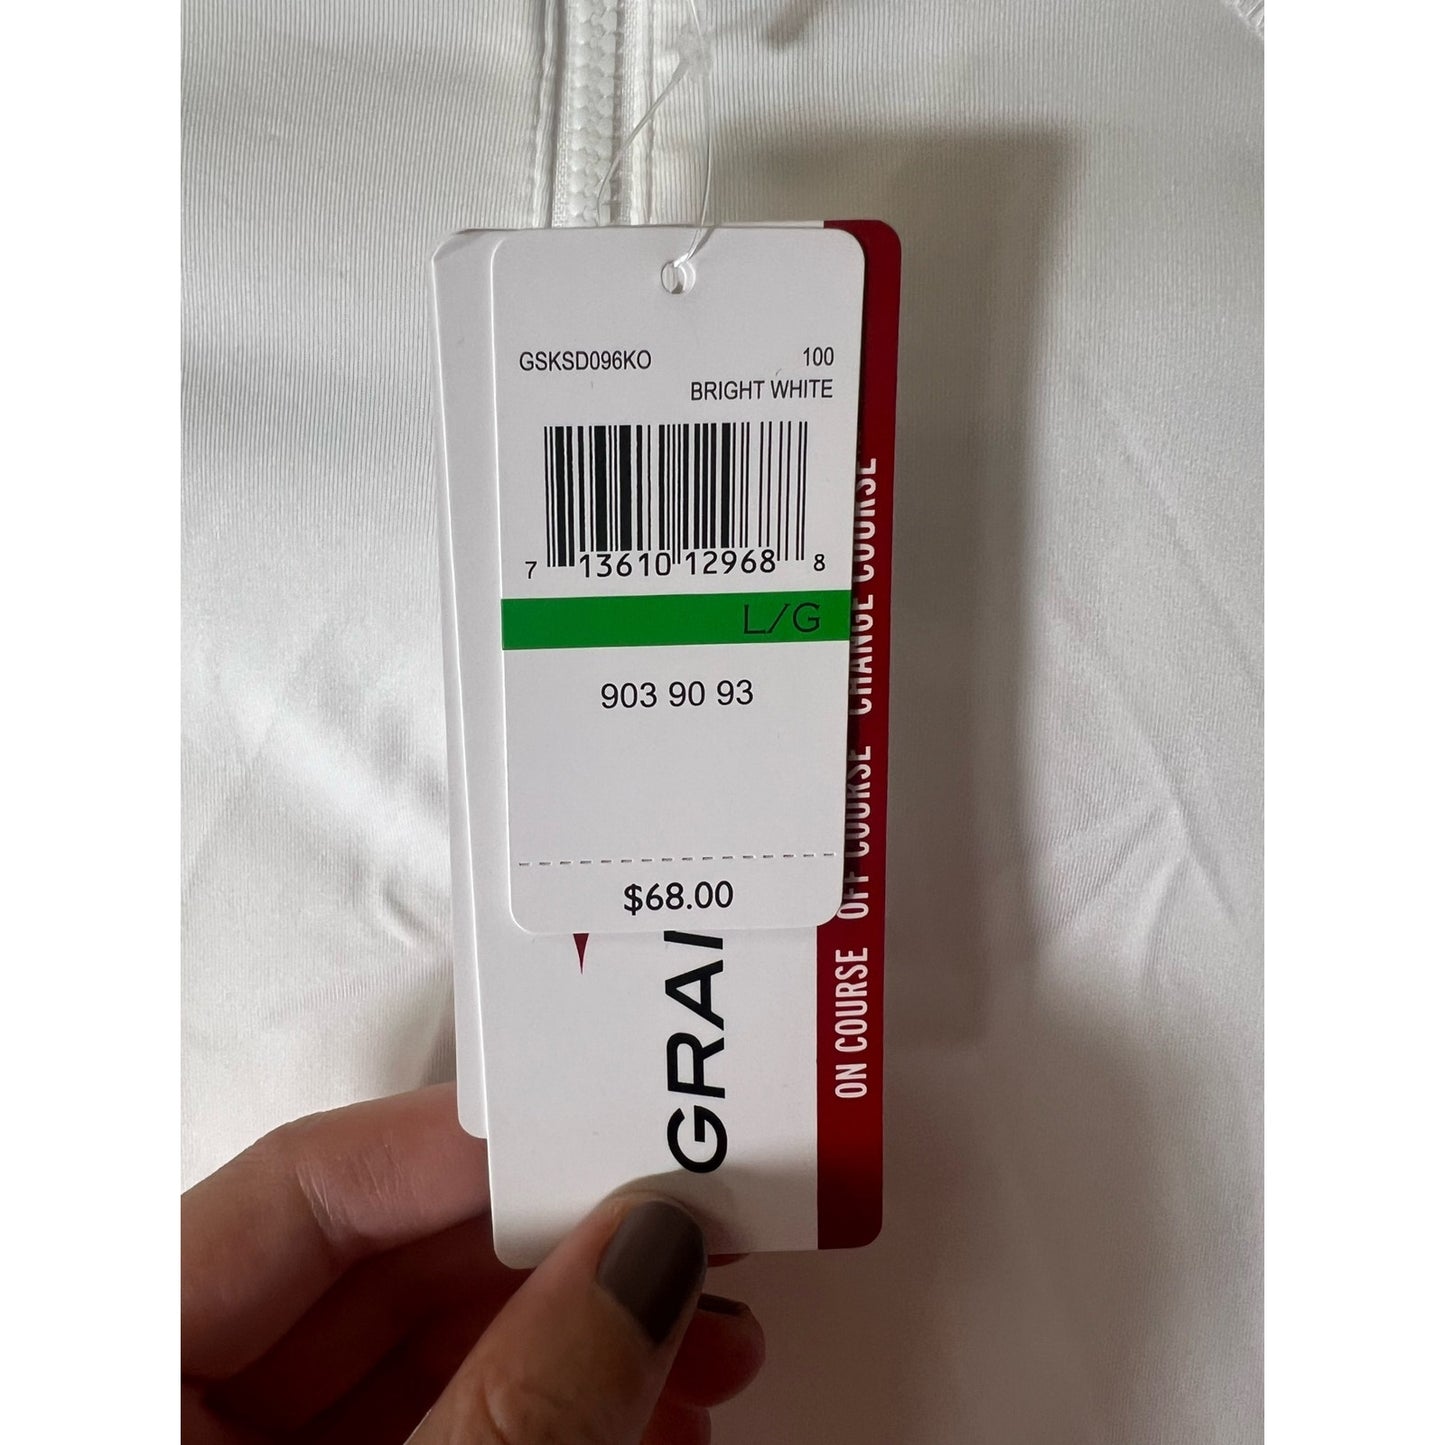 GSKSD096KO 100
BRIGHT WHITE
7 13610 12968 8
L/G
903 90 93
$68.00
GRA
ON COURSE OFF COURSE CHANGE COURSE